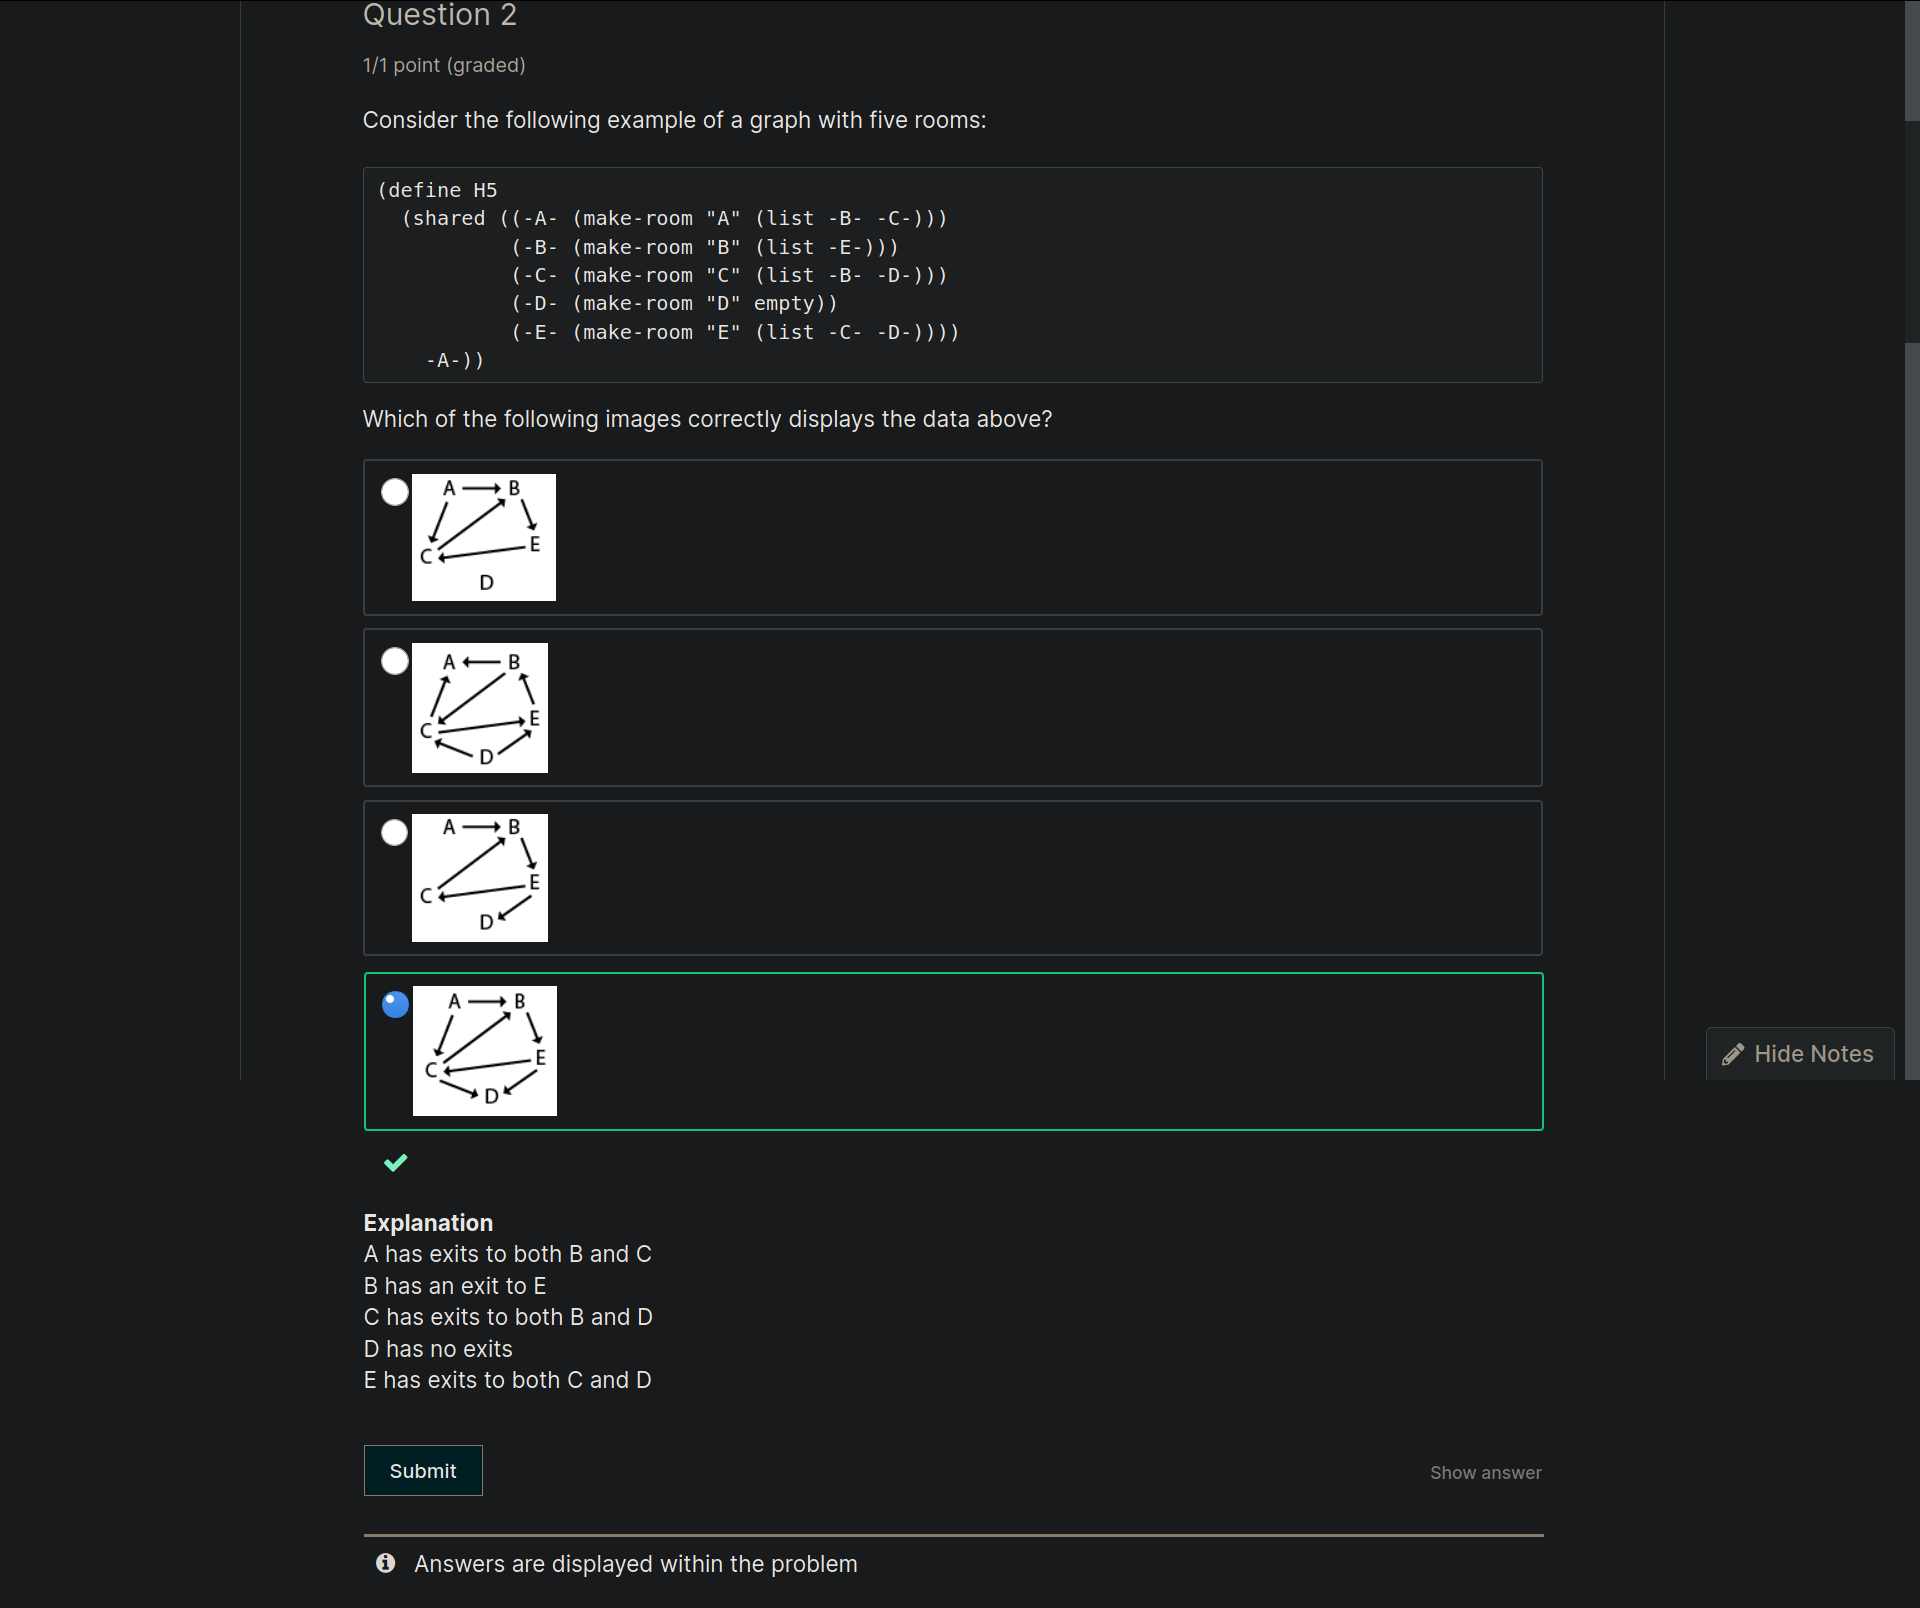 Question 2
1/1 point (graded)
Consider the following example of a graph with five rooms:
(define H5
  (shared ((-A- (make-room "A" (list -B- -C-)))
           (-B- (make-room "B" (list -E-)))
           (-C- (make-room "C" (list -B- -D-)))
           (-D- (make-room "D" empty))
           (-E- (make-room "E" (list -C- -D-))))
    -A-))
Which of the following images correctly displays the data above?
A B
E
C
D
A B
E
C
D
A B
E
C
D
A B
E
C
D
Hide Notes
Explanation
A has exits to both B and C
B has an exit to E
C has exits to both B and D
D has no exits
E has exits to both C and D
Submit
Show answer
Answers are displayed within the problem